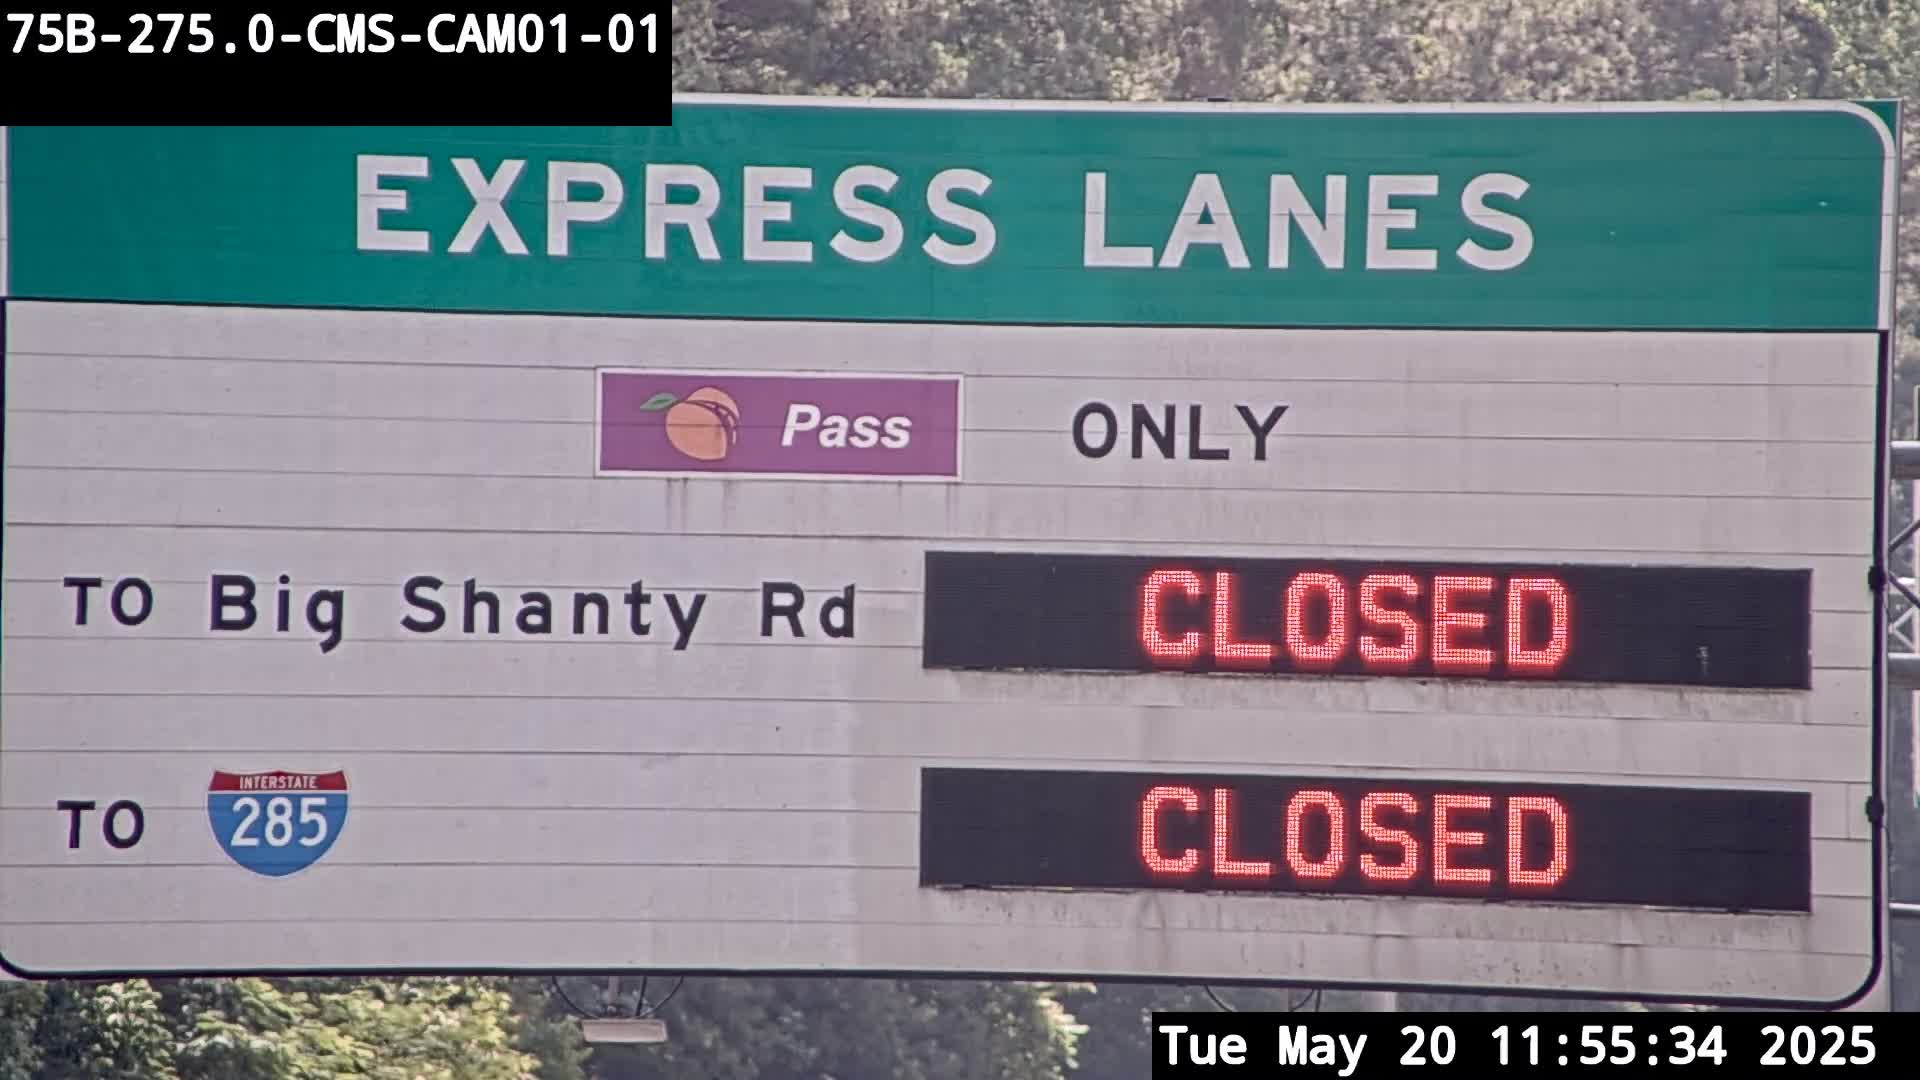 75B-275.0-CMS-CAM01-01
EXPRESS LANES
Pass ONLY
TO Big Shanty Rd CLOSED
TO INTERSTATE 285 CLOSED
Tue May 20 11:55:34 2025